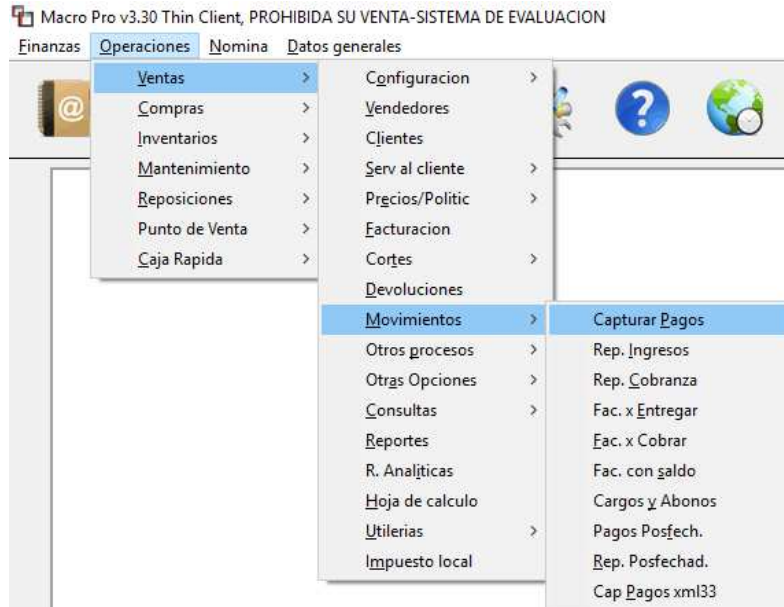 Macro Pro v3.30 Thin Client, PROHIBIDA SU VENTA-SISTEMA DE EVALUACION
Finanzas Operaciones Nomina Datos generales
Ventas
Compras
Inventarios
Mantenimiento
Reposiciones
Punto de Venta
Caja Rapida
Configuracion
Vendedores
Clientes
Serv al cliente
Precios/Politic
Facturacion
Cortes
Devoluciones
Movimientos
Otros procesos
Otras Opciones
Consultas
Reportes
R. Analiticas
Hoja de calculo
Utilerias
Impuesto local
Capturar Pagos
Rep. Ingresos
Rep. Cobranza
Fac. x Entregar
Fac. x Cobrar
Fac. con saldo
Cargos y Abonos
Pagos Posfech.
Rep. Posfechad.
Cap Pagos xml33